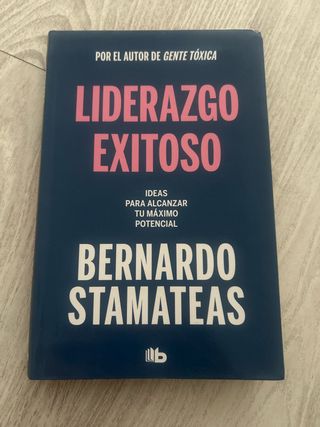 POR EL AUTOR DE GENTE TÓXICA
LIDERAZGO
EXITOSO
IDEAS
PARA ALCANZAR
TU MÁXIMO
POTENCIAL
BERNARDO
STAMATEAS
b